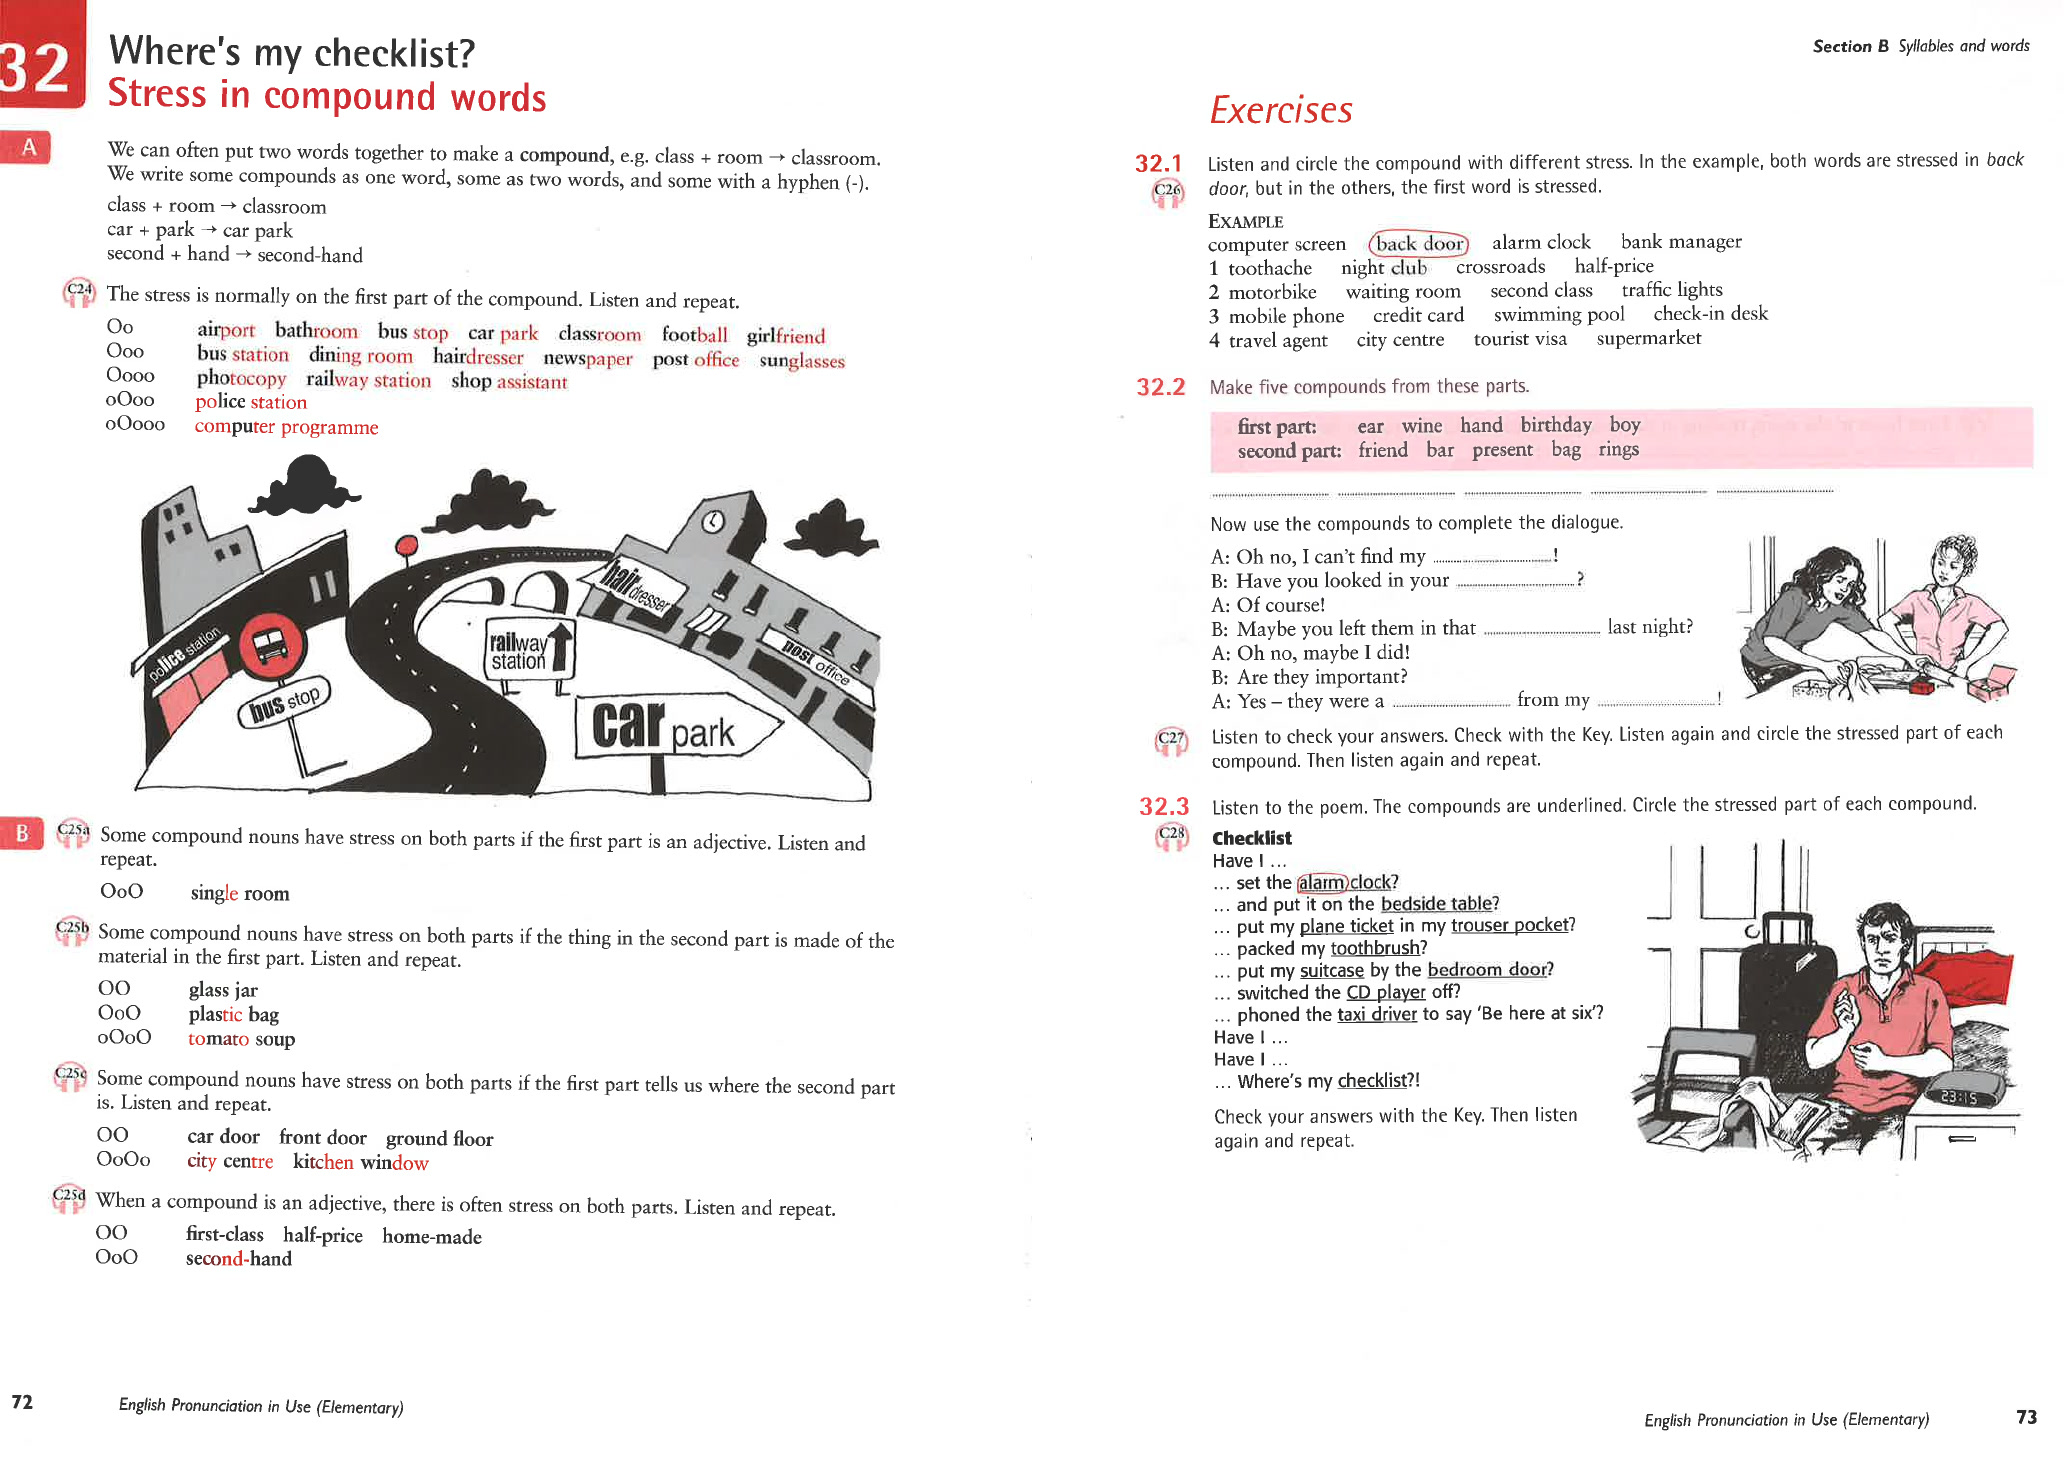 32
Where's my checklist?
Stress in compound words
A
We can often put two words together to make a compound, e.g. class + room → classroom.
We write some compounds as one word, some as two words, and some with a hyphen (-).
class + room → classroom
car + park → car park
second + hand → second-hand
C24 The stress is normally on the first part of the compound. Listen and repeat.
Oo airport bathroom bus stop car park classroom football girlfriend
Ooo bus station dining room hairdresser newspaper post office sunglasses
Oooo photocopy railway station shop assistant
oOoo police station
oOooo computer programme
police station
bus stop
railway station
hairdresser
post office
car park
B
C25a Some compound nouns have stress on both parts if the first part is an adjective. Listen and
repeat.
OoO single room
C25b Some compound nouns have stress on both parts if the thing in the second part is made of the
material in the first part. Listen and repeat.
OO glass jar
OoO plastic bag
oOoO tomato soup
C25c Some compound nouns have stress on both parts if the first part tells us where the second part
is. Listen and repeat.
OO car door front door ground floor
OoOo city centre kitchen window
C25d When a compound is an adjective, there is often stress on both parts. Listen and repeat.
OO first-class half-price home-made
OoO second-hand
72 English Pronunciation in Use (Elementary)
Section B Syllables and words
Exercises
32.1 Listen and circle the compound with different stress. In the example, both words are stressed in back
C26 door, but in the others, the first word is stressed.
EXAMPLE
computer screen back door alarm clock bank manager
1 toothache night club crossroads half-price
2 motorbike waiting room second class traffic lights
3 mobile phone credit card swimming pool check-in desk
4 travel agent city centre tourist visa supermarket
32.2 Make five compounds from these parts.
first part: ear wine hand birthday boy
second part: friend bar present bag rings
Now use the compounds to complete the dialogue.
A: Oh no, I can't find my ........................!
B: Have you looked in your ........................?
A: Of course!
B: Maybe you left them in that ........................ last night?
A: Oh no, maybe I did!
B: Are they important?
A: Yes – they were a ........................ from my ........................!
C27 Listen to check your answers. Check with the Key. Listen again and circle the stressed part of each
compound. Then listen again and repeat.
32.3 Listen to the poem. The compounds are underlined. Circle the stressed part of each compound.
C28 Checklist
Have I ...
... set the alarm clock?
... and put it on the bedside table?
... put my plane ticket in my trouser pocket?
... packed my toothbrush?
... put my suitcase by the bedroom door?
... switched the CD player off?
... phoned the taxi driver to say 'Be here at six'?
Have I ...
Have I ...
... Where's my checklist?!
23:15
Check your answers with the Key. Then listen
again and repeat.
English Pronunciation in Use (Elementary) 73